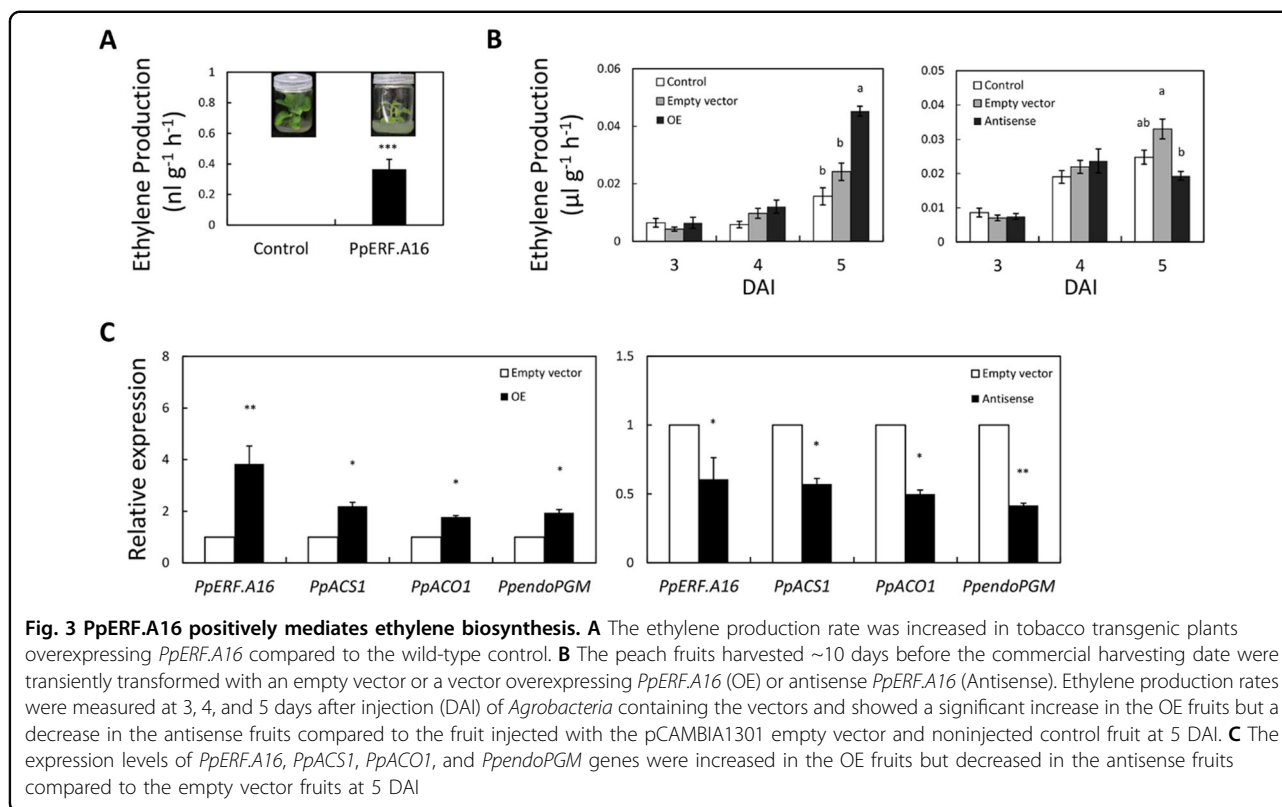 A
Ethylene Production
(nl g-1 h-1)
1
0.8
0.6
0.4
0.2
0
***
Control
PpERF.A16
B
Ethylene Production
(μl g-1 h-1)
0.06
0.04
0.02
0
Control
Empty vector
OE
b
b
a
3
4
5
DAI
0.05
0.04
0.03
0.02
0.01
0
Control
Empty vector
Antisense
ab
a
b
3
4
5
DAI
C
Relative expression
8
6
4
2
0
Empty vector
OE
**
*
*
*
PpERF.A16
PpACS1
PpACO1
PpendoPGM
1.5
1
0.5
0
Empty vector
Antisense
*
*
*
**
PpERF.A16
PpACS1
PpACO1
PpendoPGM
Fig. 3 PpERF.A16 positively mediates ethylene biosynthesis. A The ethylene production rate was increased in tobacco transgenic plants
overexpressing PpERF.A16 compared to the wild-type control. B The peach fruits harvested ~10 days before the commercial harvesting date were
transiently transformed with an empty vector or a vector overexpressing PpERF.A16 (OE) or antisense PpERF.A16 (Antisense). Ethylene production rates
were measured at 3, 4, and 5 days after injection (DAI) of Agrobacteria containing the vectors and showed a significant increase in the OE fruits but a
decrease in the antisense fruits compared to the fruit injected with the pCAMBIA1301 empty vector and noninjected control fruit at 5 DAI. C The
expression levels of PpERF.A16, PpACS1, PpACO1, and PpendoPGM genes were increased in the OE fruits but decreased in the antisense fruits
compared to the empty vector fruits at 5 DAI